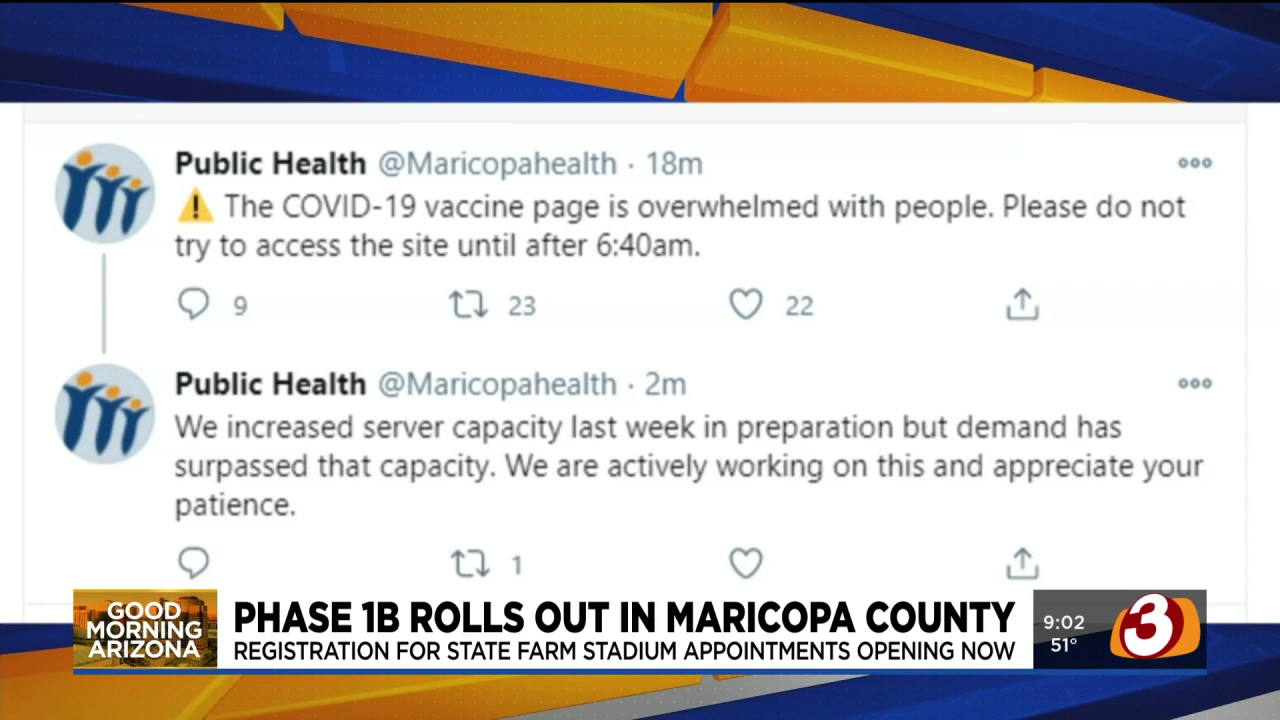 Public Health @Maricopahealth · 18m
⚠ The COVID-19 vaccine page is overwhelmed with people. Please do not
try to access the site until after 6:40am.
9 23 22
Public Health @Maricopahealth · 2m
We increased server capacity last week in preparation but demand has
surpassed that capacity. We are actively working on this and appreciate your
patience.
1
GOOD
MORNING
ARIZONA
PHASE 1B ROLLS OUT IN MARICOPA COUNTY
REGISTRATION FOR STATE FARM STADIUM APPOINTMENTS OPENING NOW
9:02
51°
3